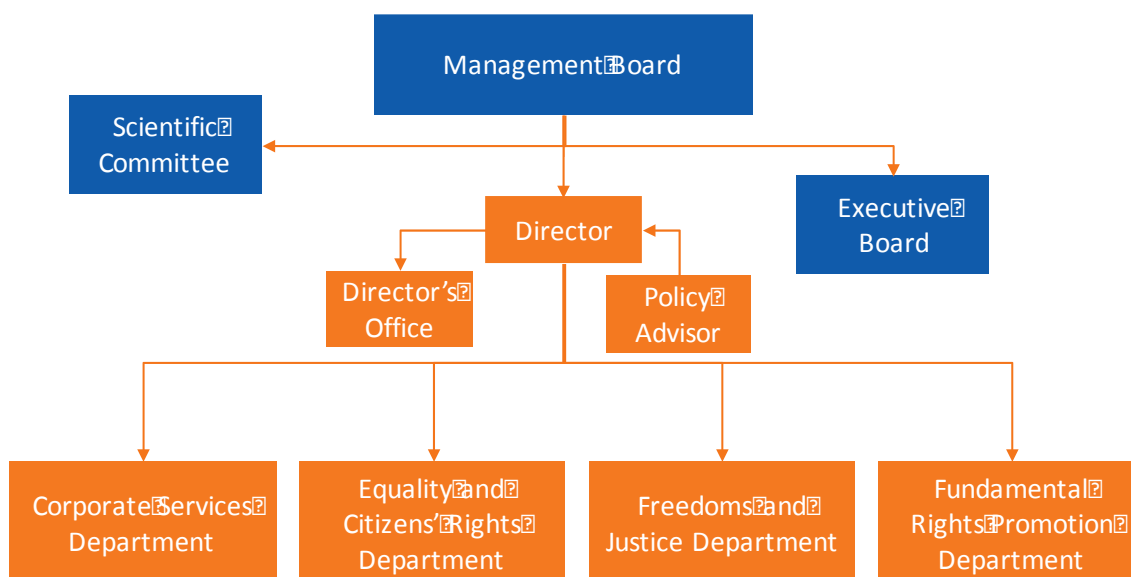 Management Board
Scientific
Committee
Executive
Board
Director
Director's
Office
Policy
Advisor
Corporate Services
Department
Equality and
Citizens' Rights
Department
Freedoms and
Justice Department
Fundamental
Rights Promotion
Department